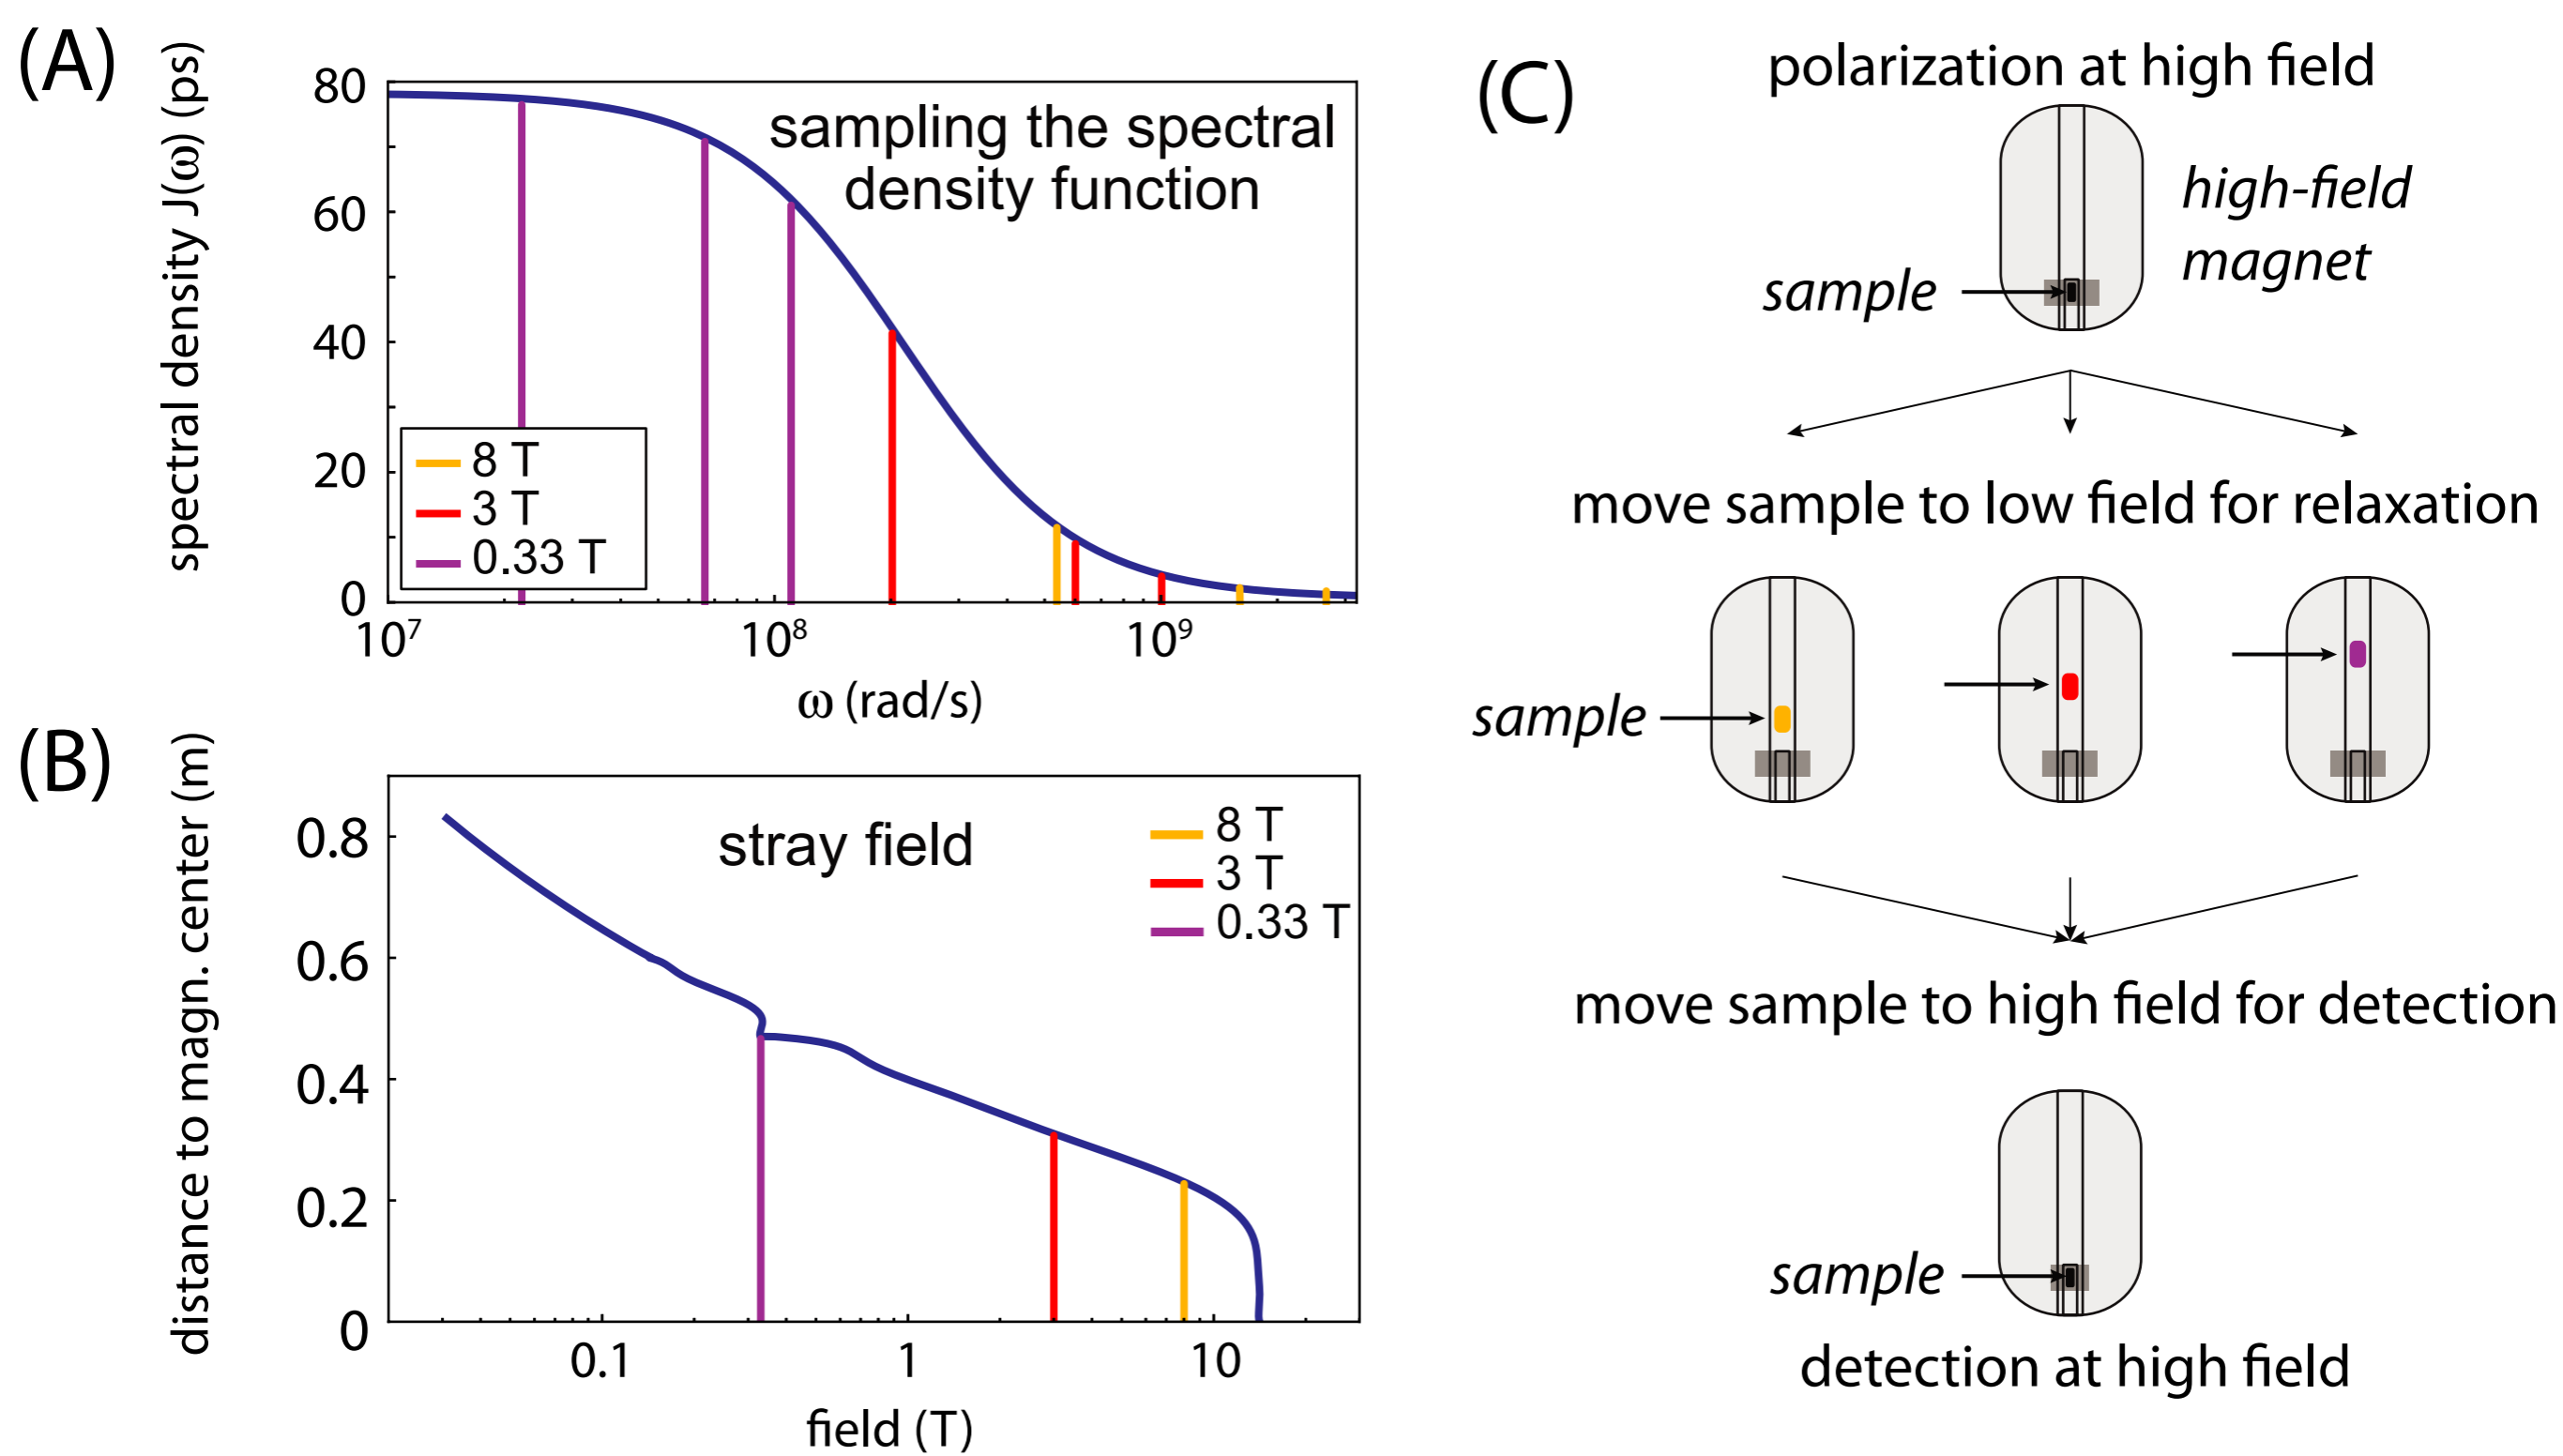 (A)
spectral density J(ω) (ps)
80
60
40
20
0
sampling the spectral
density function
8 T
3 T
0.33 T
10⁷
10⁸
10⁹
ω (rad/s)
(B)
distance to magn. center (m)
0.8
0.6
0.4
0.2
0
stray field
8 T
3 T
0.33 T
0.1
1
10
field (T)
(C)
polarization at high field
high-field
magnet
sample
move sample to low field for relaxation
sample
move sample to high field for detection
sample
detection at high field